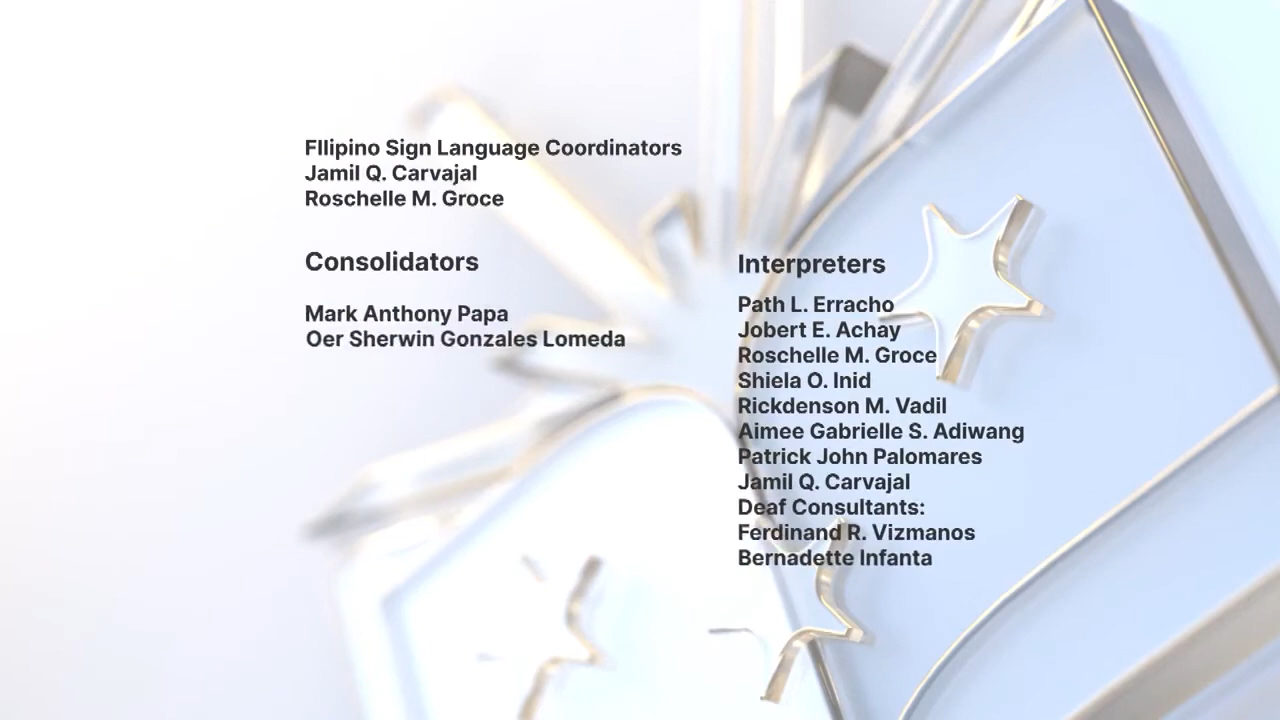 FIlipino Sign Language Coordinators
Jamil Q. Carvajal
Roschelle M. Groce
Consolidators
Mark Anthony Papa
Oer Sherwin Gonzales Lomeda
Interpreters
Path L. Erracho
Jobert E. Achay
Roschelle M. Groce
Shiela O. Inid
Rickdenson M. Vadil
Aimee Gabrielle S. Adiwang
Patrick John Palomares
Jamil Q. Carvajal
Deaf Consultants:
Ferdinand R. Vizmanos
Bernadette Infanta